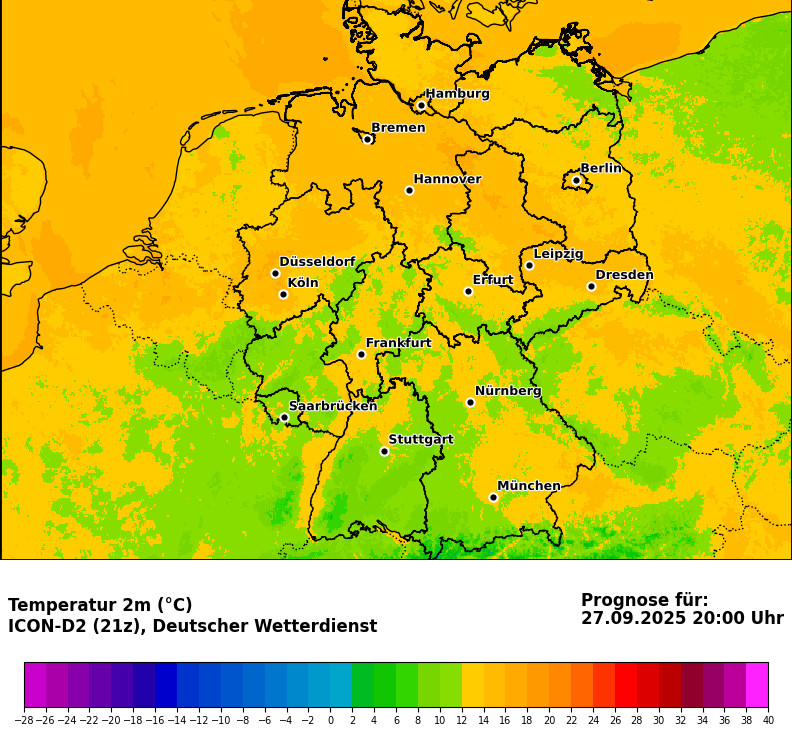 Hamburg
Bremen
Berlin
Hannover
Leipzig
Düsseldorf
Dresden
Köln
Erfurt
Frankfurt
Nürnberg
Saarbrücken
Stuttgart
München
Temperatur 2m (°C)
ICON-D2 (21z), Deutscher Wetterdienst
Prognose für:
27.09.2025 20:00 Uhr
−28 −26 −24 −22 −20 −18 −16 −14 −12 −10 −8 −6 −4 −2 0 2 4 6 8 10 12 14 16 18 20 22 24 26 28 30 32 34 36 38 40